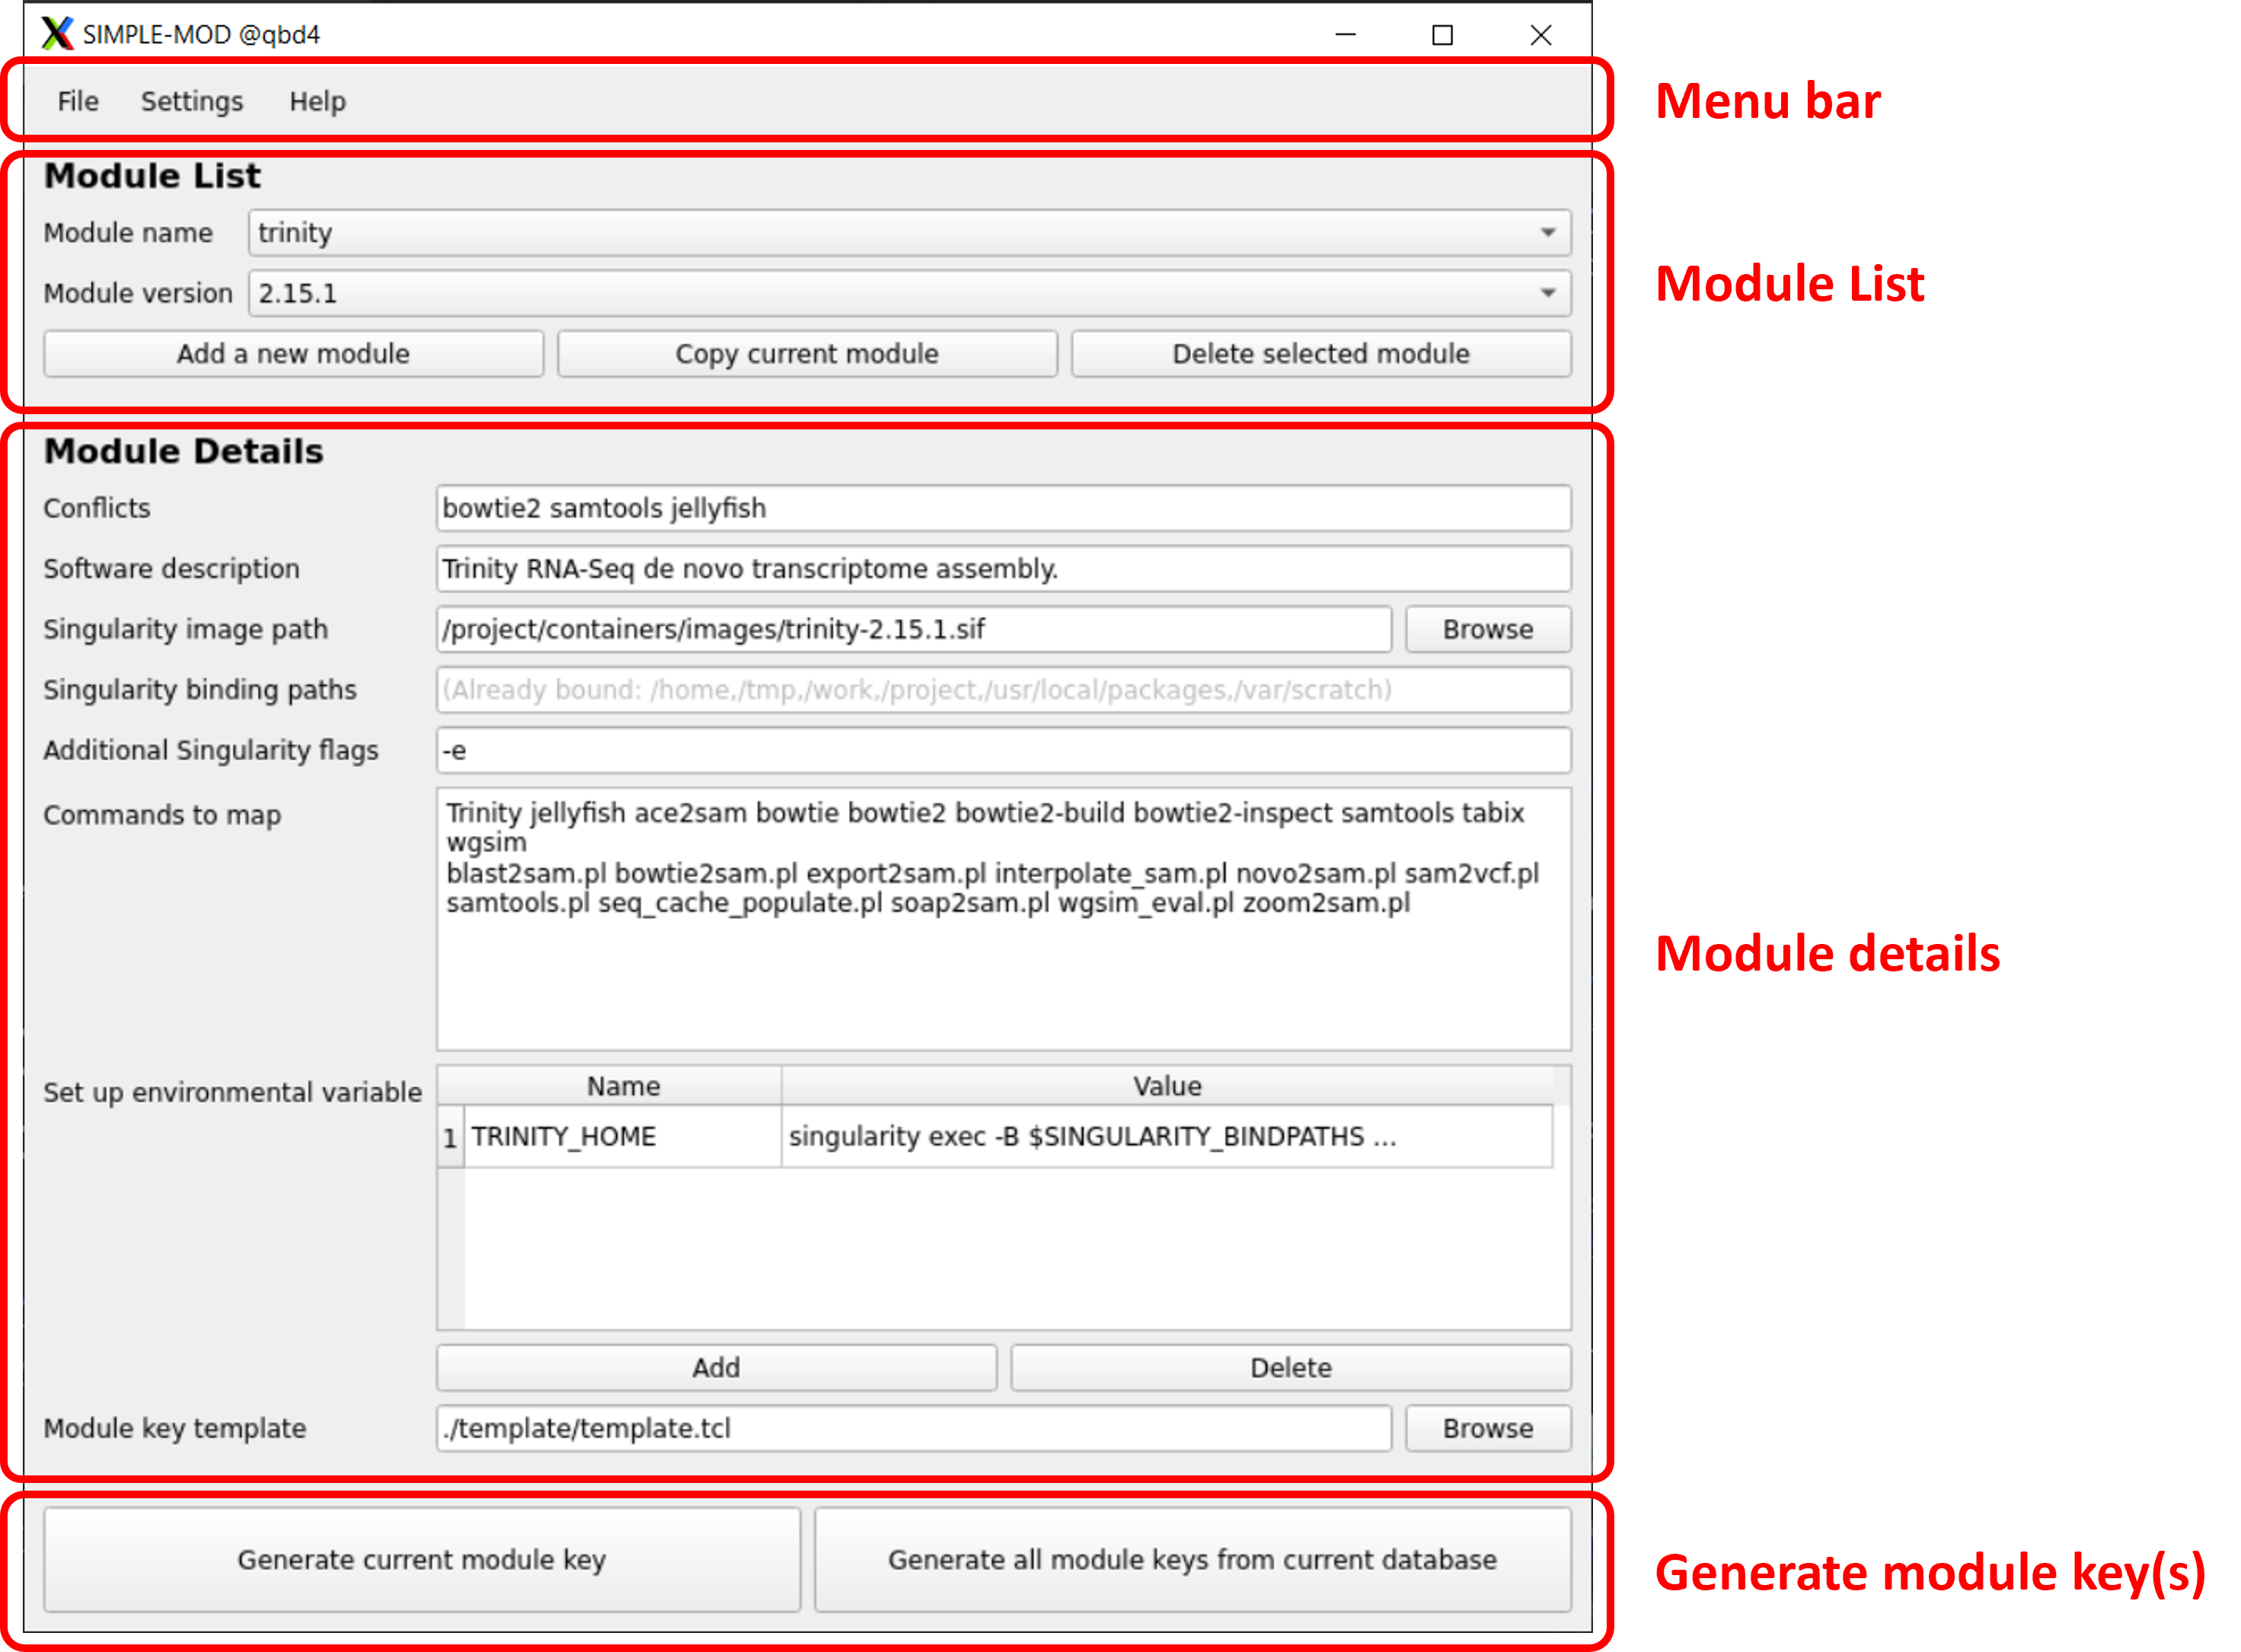 SIMPLE-MOD @qbd4
File Settings Help
Menu bar
Module List
Module name trinity
Module List
Module version 2.15.1
Add a new module Copy current module Delete selected module
Module Details
Conflicts bowtie2 samtools jellyfish
Software description Trinity RNA-Seq de novo transcriptome assembly.
Singularity image path /project/containers/images/trinity-2.15.1.sif Browse
Singularity binding paths (Already bound: /home,/tmp,/work,/project,/usr/local/packages,/var/scratch)
Additional Singularity flags -e
Commands to map Trinity jellyfish ace2sam bowtie bowtie2 bowtie2-build bowtie2-inspect samtools tabix
wgsim
blast2sam.pl bowtie2sam.pl export2sam.pl interpolate_sam.pl novo2sam.pl sam2vcf.pl
samtools.pl seq_cache_populate.pl soap2sam.pl wgsim_eval.pl zoom2sam.pl
Module details
Set up environmental variable Name Value
1 TRINITY_HOME singularity exec -B $SINGULARITY_BINDPATHS ...
Add Delete
Module key template ./template/template.tcl Browse
Generate current module key Generate all module keys from current database
Generate module key(s)